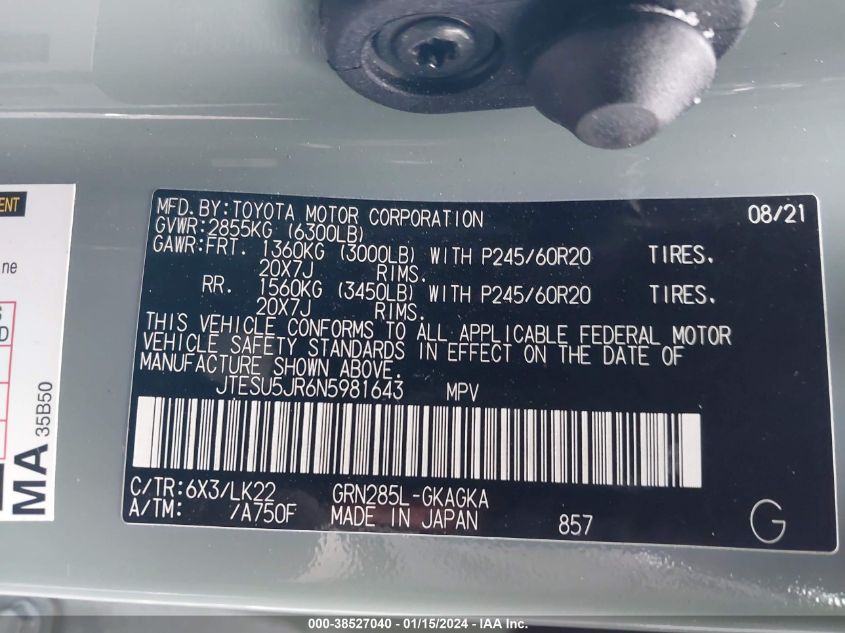 MFD.BY:TOYOTA MOTOR CORPORATION 08/21
GVWR:2855KG (6300LB)
GAWR:FRT. 1360KG (3000LB) WITH P245/60R20 TIRES.
20X7J RIMS.
RR. 1560KG (3450LB) WITH P245/60R20 TIRES.
20X7J RIMS.
THIS VEHICLE CONFORMS TO ALL APPLICABLE FEDERAL MOTOR
VEHICLE SAFETY STANDARDS IN EFFECT ON THE DATE OF
MANUFACTURE SHOWN ABOVE.
JTESU5JR6N5981643 MPV
C/TR:6X3/LK22 GRN285L-GKAGKA
A/TM: /A750F MADE IN JAPAN 857 G
MA 35B50
000-38527040 - 01/15/2024 - IAA Inc.